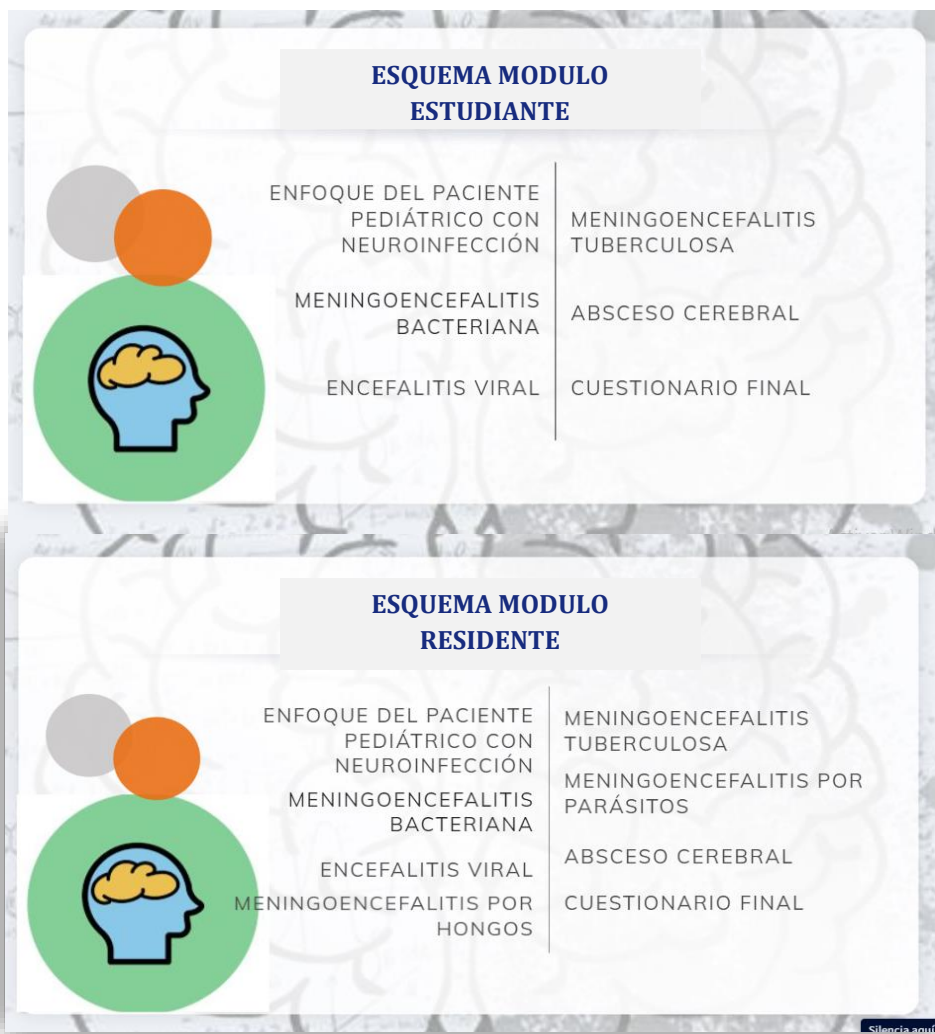 ESQUEMA MODULO
ESTUDIANTE
ENFOQUE DEL PACIENTE
PEDIÁTRICO CON
NEUROINFECCIÓN
MENINGOENCEFALITIS
BACTERIANA
ENCEFALITIS VIRAL
MENINGOENCEFALITIS
TUBERCULOSA
ABSCESO CEREBRAL
CUESTIONARIO FINAL
ESQUEMA MODULO
RESIDENTE
ENFOQUE DEL PACIENTE
PEDIÁTRICO CON
NEUROINFECCIÓN
MENINGOENCEFALITIS
BACTERIANA
ENCEFALITIS VIRAL
MENINGOENCEFALITIS POR
HONGOS
MENINGOENCEFALITIS
TUBERCULOSA
MENINGOENCEFALITIS POR
PARÁSITOS
ABSCESO CEREBRAL
CUESTIONARIO FINAL
Silencia aquí